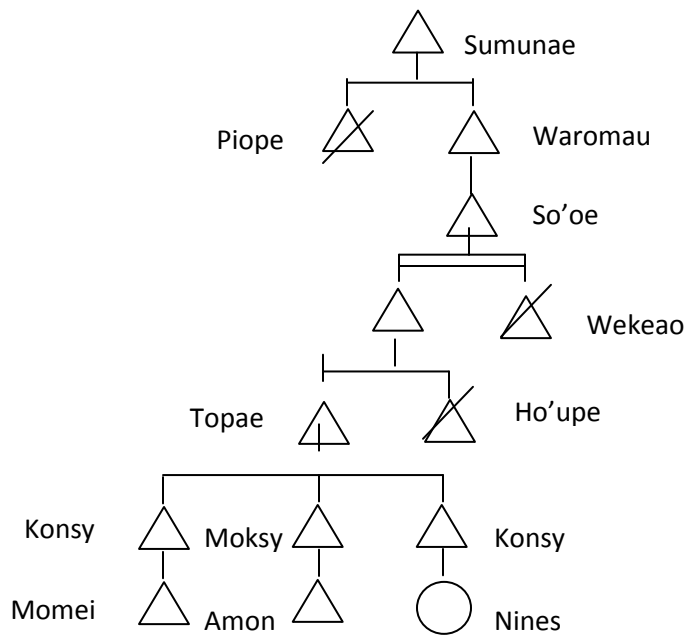 Sumunae
Piope
Waromau
So’oe
Wekeao
Topae
Ho’upe
Konsy
Moksy
Konsy
Momei
Amon
Nines